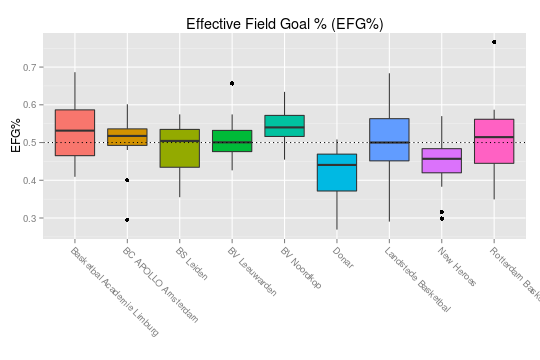 Effective Field Goal % (EFG%)
EFG%
0.7
0.6
0.5
0.4
0.3
Basketbal Academie Limburg
BC APOLLO Amsterdam
BS Leiden
BV Leeuwarden
BV Noordkop
Donar
Landstede Basketbal
New Heroes
Rotterdam Bask